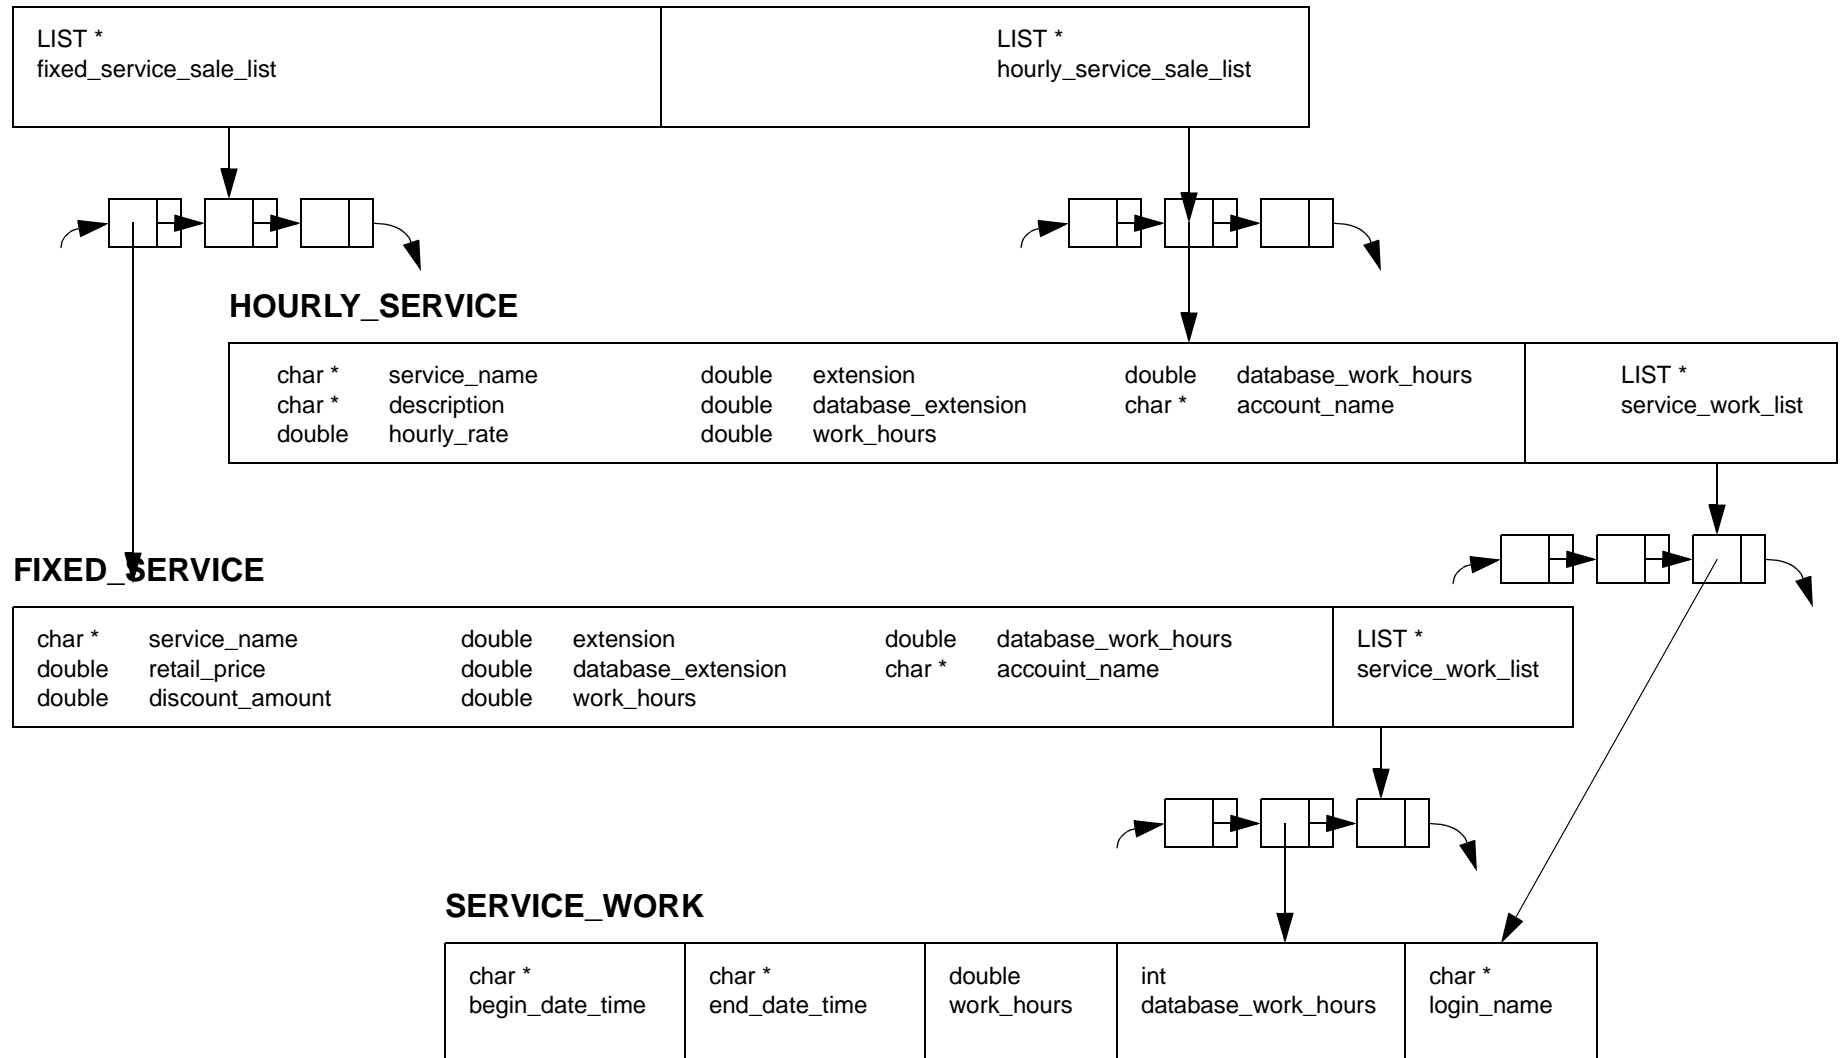 LIST *
fixed_service_sale_list
LIST *
hourly_service_sale_list
HOURLY_SERVICE
char * service_name double extension double database_work_hours
char * description double database_extension char * account_name
double hourly_rate double work_hours
LIST *
service_work_list
FIXED_SERVICE
char * service_name double extension double database_work_hours
double retail_price double database_extension char * accouint_name
double discount_amount double work_hours
LIST *
service_work_list
SERVICE_WORK
char *
begin_date_time
char *
end_date_time
double
work_hours
int
database_work_hours
char *
login_name